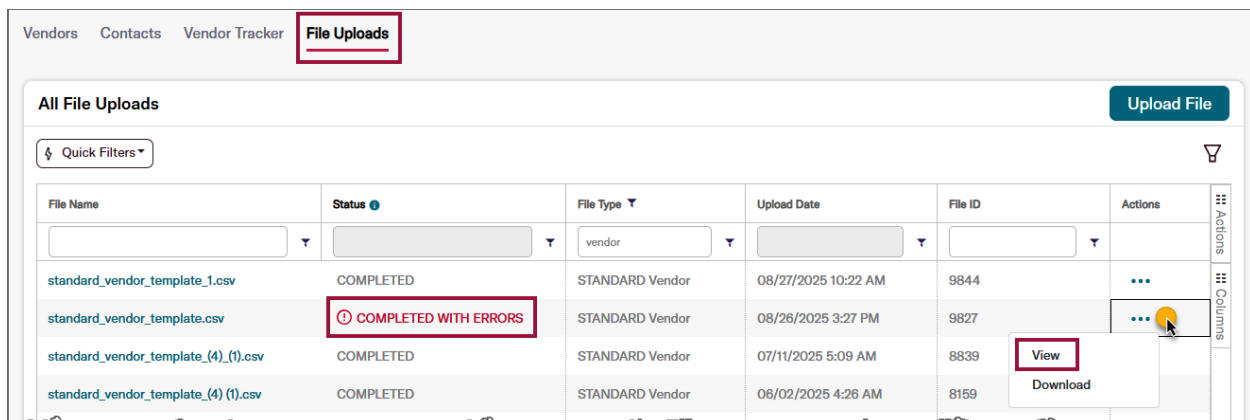 Vendors Contacts Vendor Tracker File Uploads
All File Uploads Upload File
Quick Filters
File Name Status File Type Upload Date File ID Actions
vendor
standard_vendor_template_1.csv COMPLETED STANDARD Vendor 08/27/2025 10:22 AM 9844
standard_vendor_template.csv COMPLETED WITH ERRORS STANDARD Vendor 08/26/2025 3:27 PM 9827
standard_vendor_template_(4)_(1).csv COMPLETED STANDARD Vendor 07/11/2025 5:09 AM 8839
View
standard_vendor_template_(4) (1).csv COMPLETED STANDARD Vendor 06/02/2025 4:26 AM 8159
Download
Actions
Columns